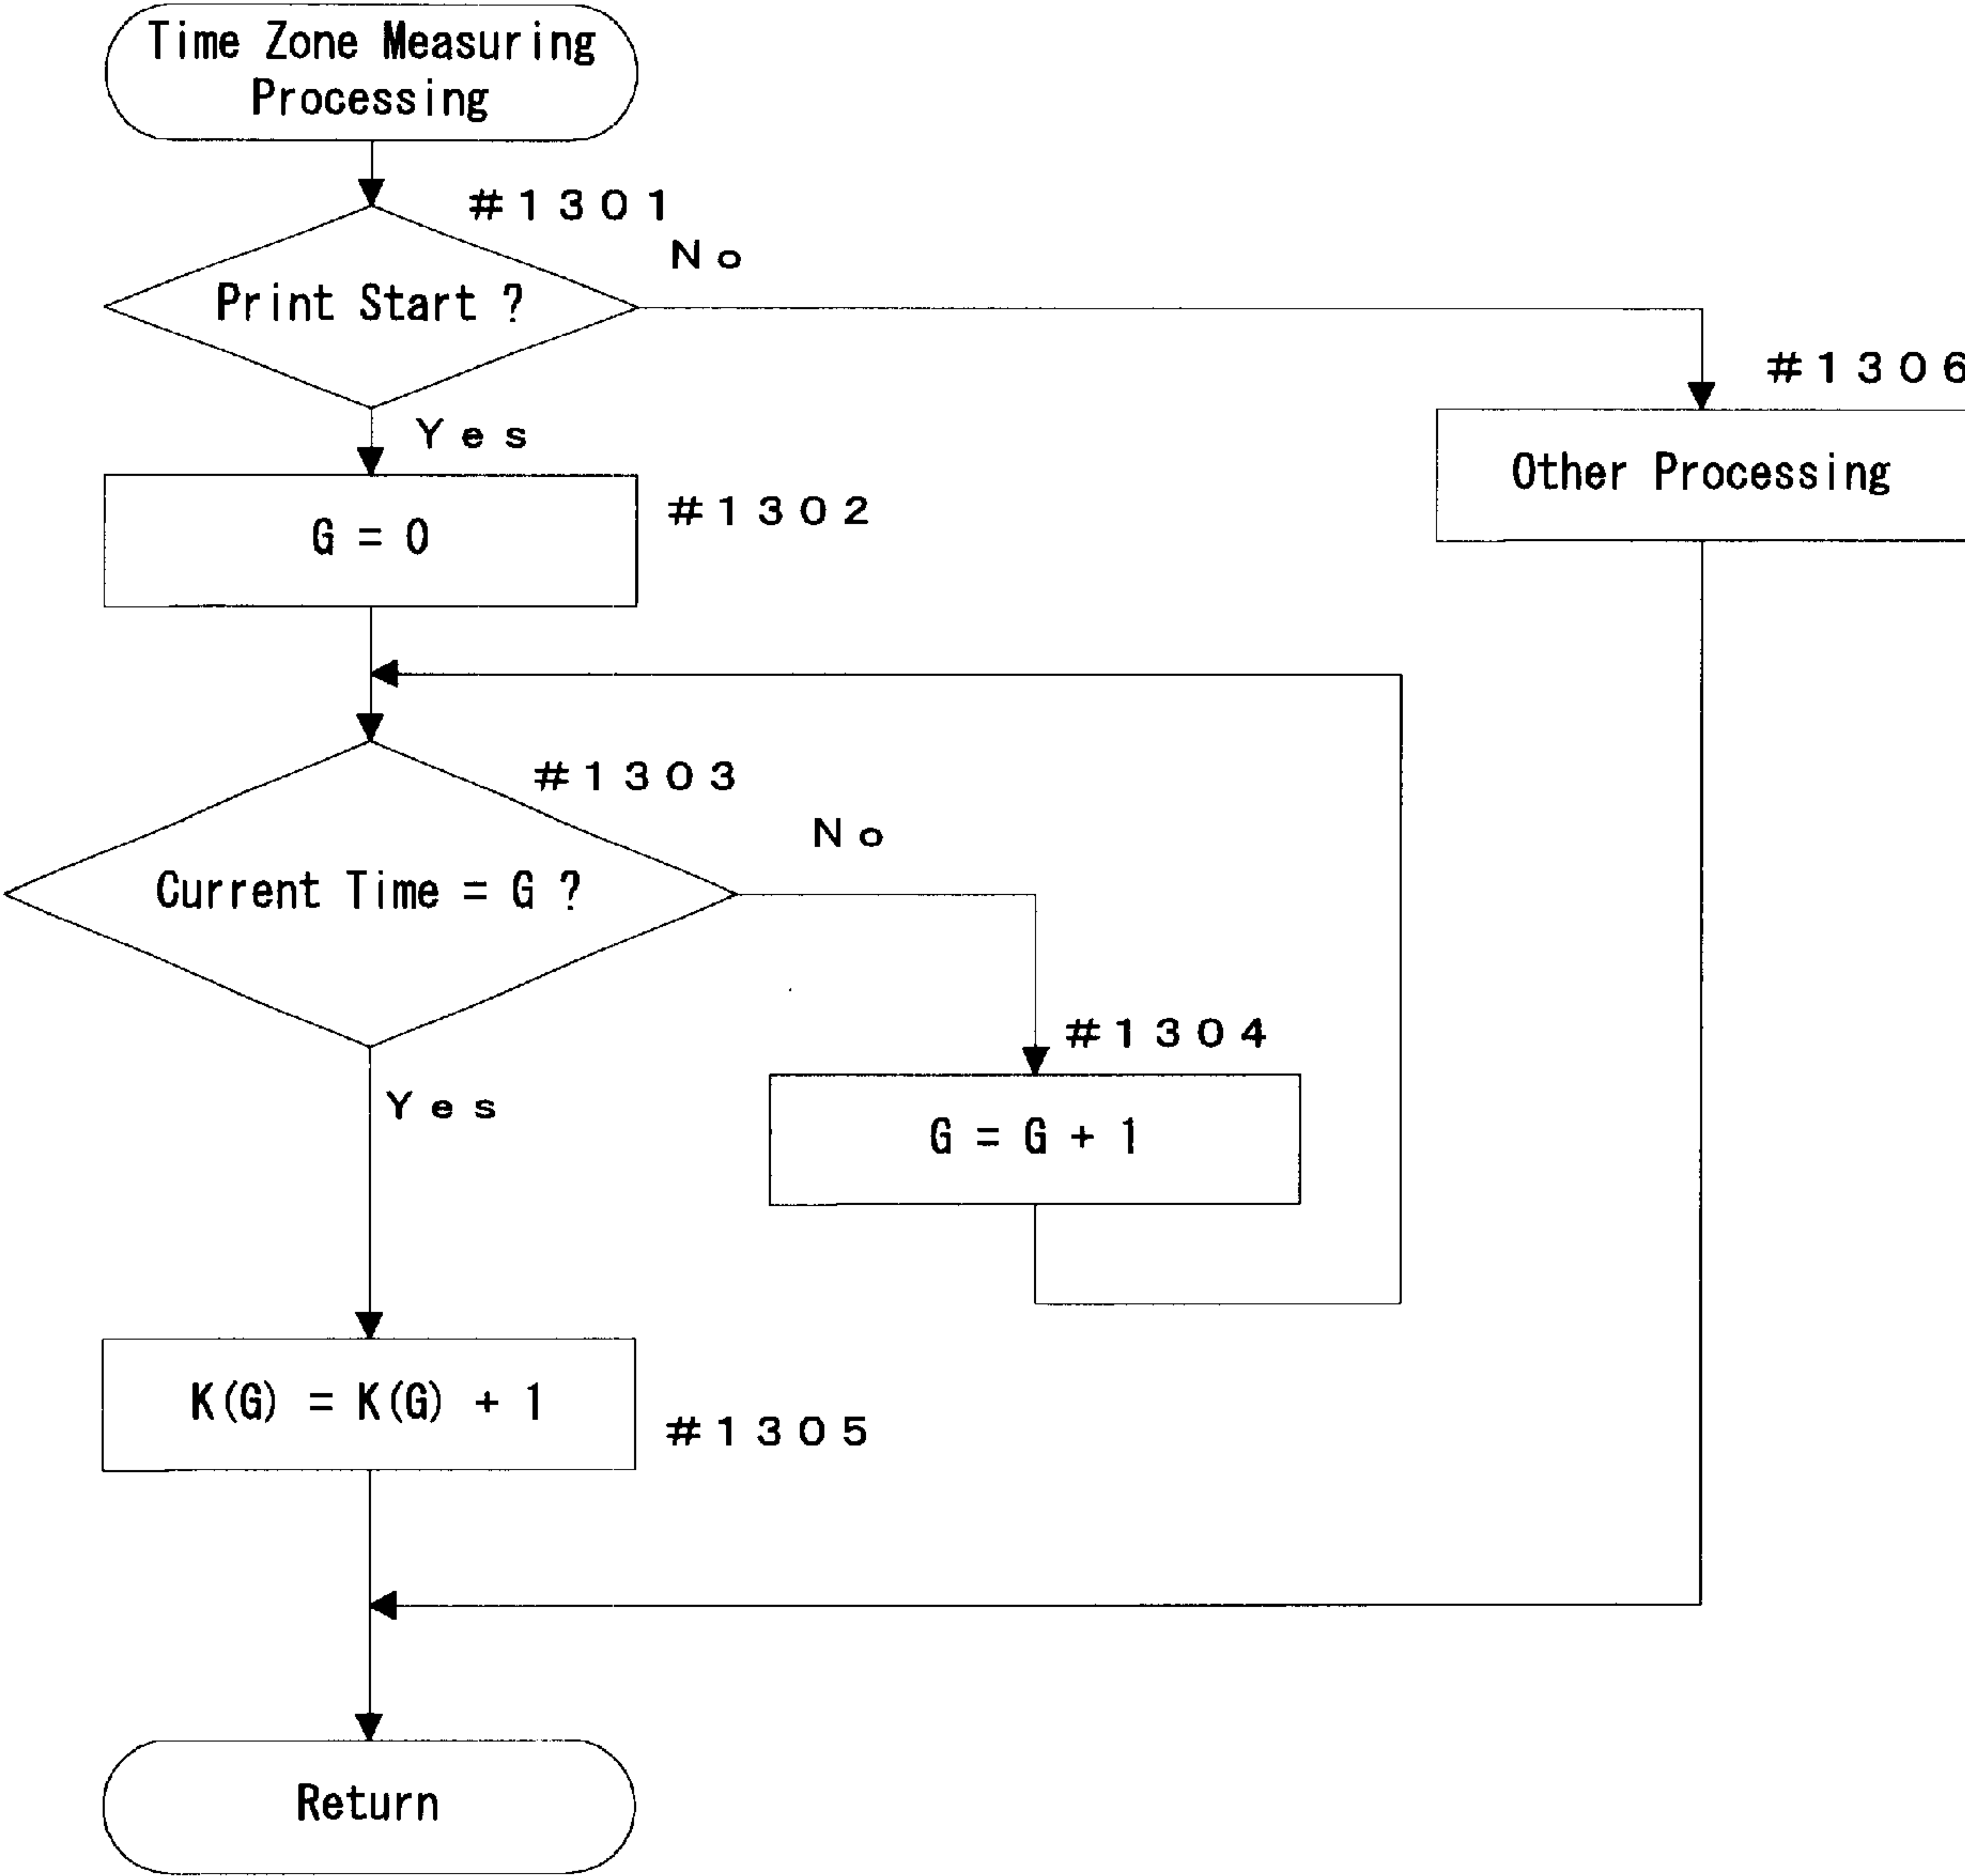 Time Zone Measuring
Processing
#1301
No
Print Start ?
#1306
Yes
Other Processing
#1302
G = 0
#1303
No
Current Time = G ?
#1304
Yes
G = G + 1
K(G) = K(G) + 1
#1305
Return